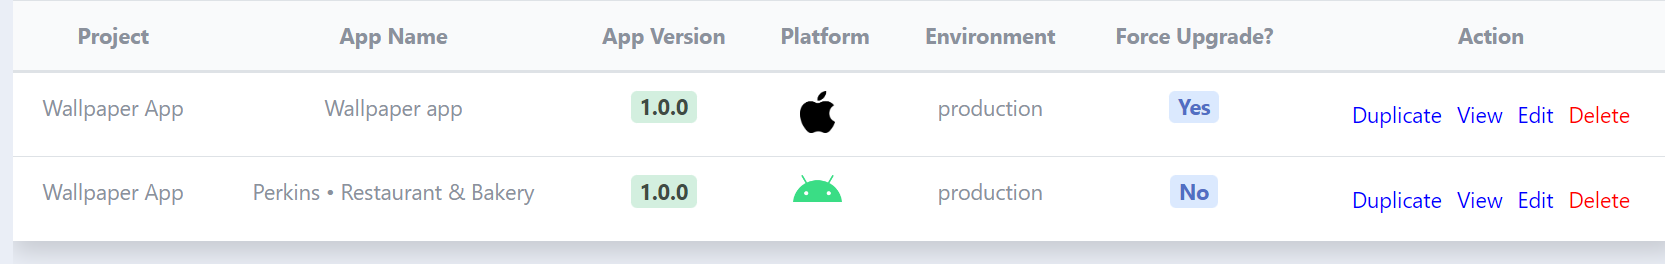 Project App Name App Version Platform Environment Force Upgrade? Action
Wallpaper App Wallpaper app 1.0.0 production Yes Duplicate View Edit Delete
Wallpaper App Perkins • Restaurant & Bakery 1.0.0 production No Duplicate View Edit Delete